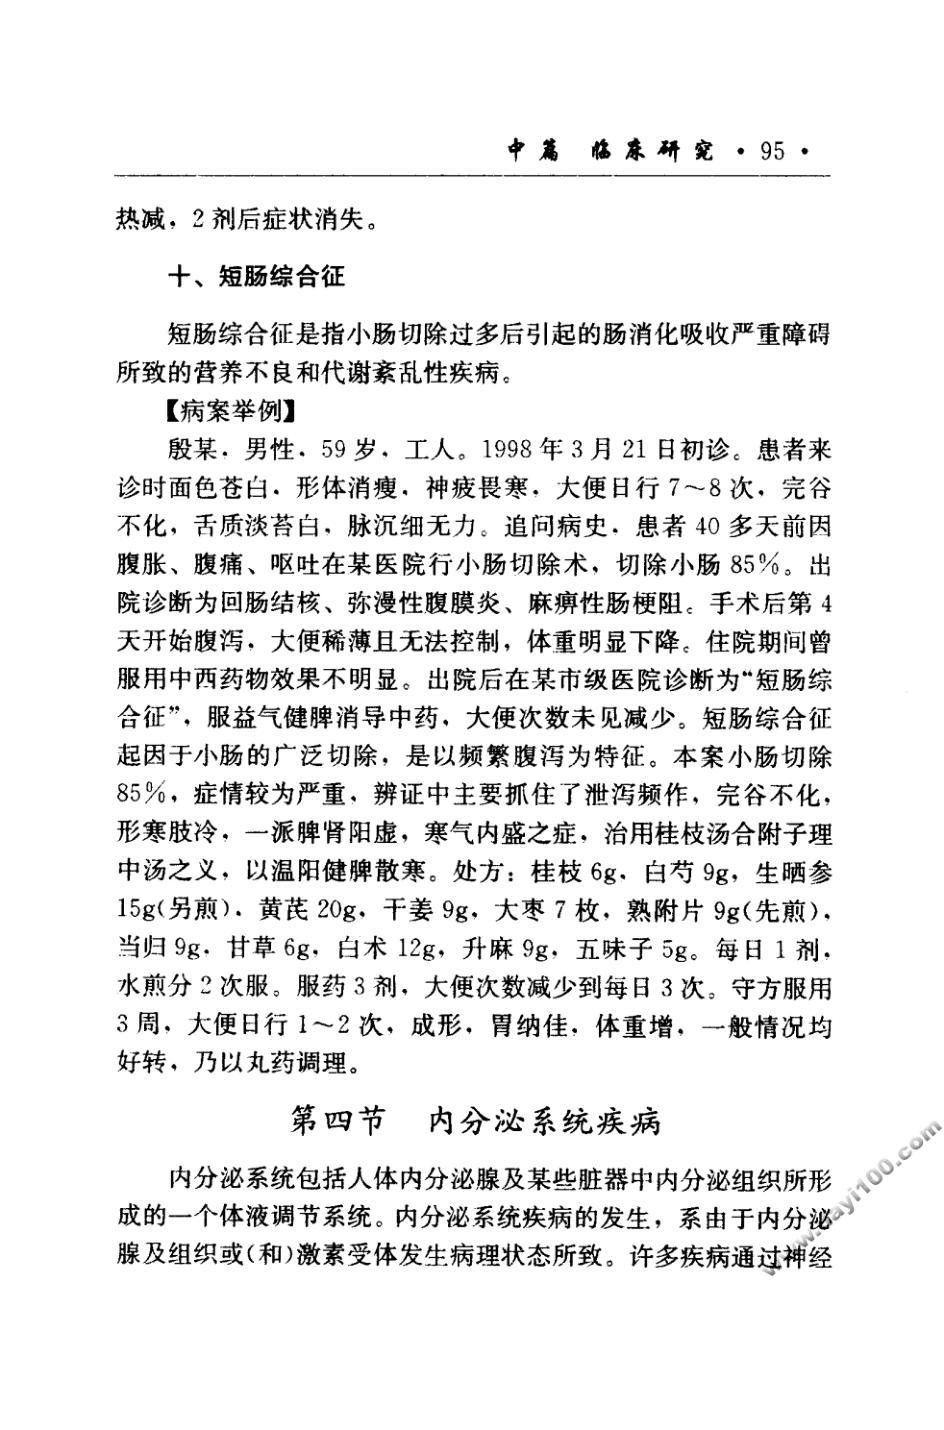 中篇 临床研究 · 95 ·
热减，2 剂后症状消失。
十、短肠综合征
短肠综合征是指小肠切除过多后引起的肠消化吸收严重障碍
所致的营养不良和代谢紊乱性疾病。
【病案举例】
殷某，男性，59 岁，工人。1998 年 3 月 21 日初诊。患者来
诊时面色苍白，形体消瘦，神疲畏寒，大便日行 7～8 次，完谷
不化，舌质淡苔白，脉沉细无力。追问病史，患者 40 多天前因
腹胀、腹痛、呕吐在某医院行小肠切除术，切除小肠 85％。出
院诊断为回肠结核、弥漫性腹膜炎、麻痹性肠梗阻。手术后第 4
天开始腹泻，大便稀薄且无法控制，体重明显下降。住院期间曾
服用中西药物效果不明显。出院后在某市级医院诊断为“短肠综
合征”，服益气健脾消导中药，大便次数未见减少。短肠综合征
起因于小肠的广泛切除，是以频繁腹泻为特征。本案小肠切除
85％，症情较为严重，辨证中主要抓住了泄泻频作，完谷不化，
形寒肢冷，一派脾肾阳虚，寒气内盛之症，治用桂枝汤合附子理
中汤之义，以温阳健脾散寒。处方：桂枝 6g，白芍 9g，生晒参
15g(另煎)，黄芪 20g，干姜 9g，大枣 7 枚，熟附片 9g(先煎)，
当归 9g，甘草 6g，白术 12g，升麻 9g，五味子 5g。每日 1 剂，
水煎分 2 次服。服药 3 剂，大便次数减少到每日 3 次。守方服用
3 周，大便日行 1～2 次，成形，胃纳佳，体重增，一般情况均
好转，乃以丸药调理。
第四节 内分泌系统疾病
内分泌系统包括人体内分泌腺及某些脏器中内分泌组织所形
成的一个体液调节系统。内分泌系统疾病的发生，系由于内分泌
腺及组织或(和)激素受体发生病理状态所致。许多疾病通过神经